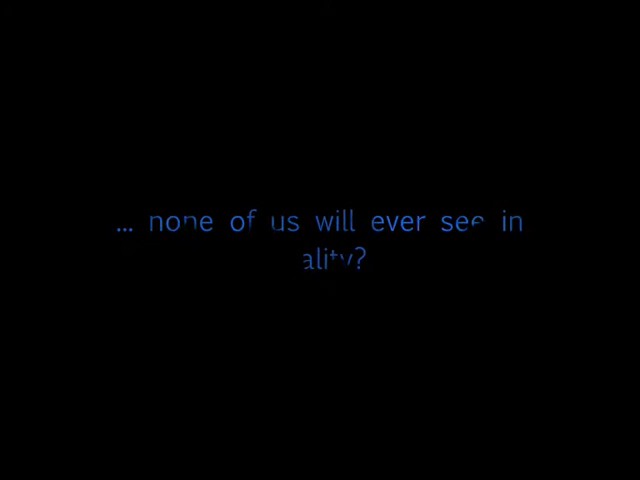 ... none of us will ever see in
ality?